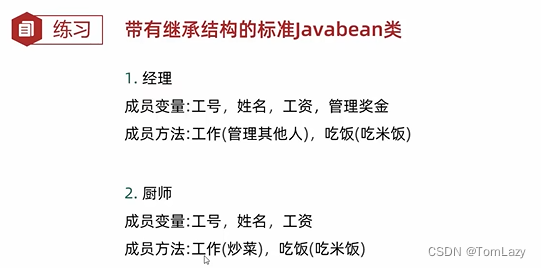 练习
带有继承结构的标准Javabean类
1. 经理
成员变量:工号，姓名，工资，管理奖金
成员方法:工作(管理其他人)，吃饭(吃米饭)
2. 厨师
成员变量:工号，姓名，工资
成员方法:工作(炒菜)，吃饭(吃米饭)
CSDN @TomLazy